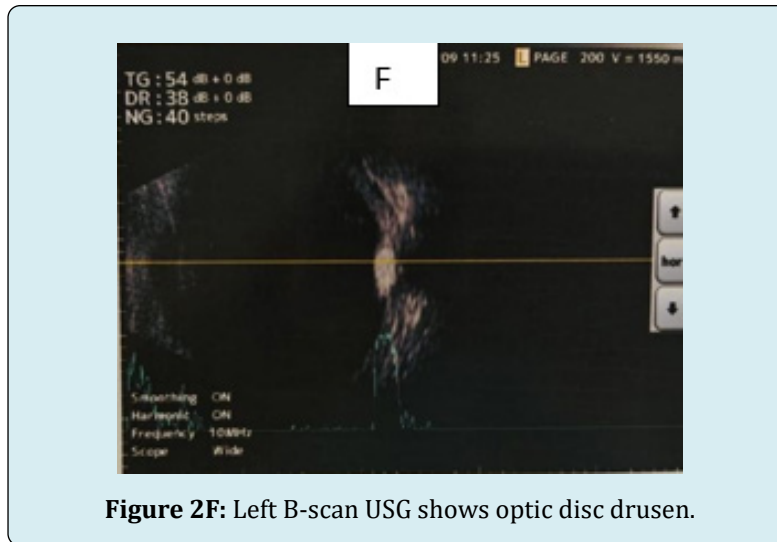 F
09 11:25 L PAGE 200 V = 1550 m
TG:54 dB + 0 dB
DR:38 dB + 0 dB
NG:40 steps
hor
Smoothing ON
Harmonic ON
Frequency 10MHz
Scope Wide
Figure 2F: Left B-scan USG shows optic disc drusen.